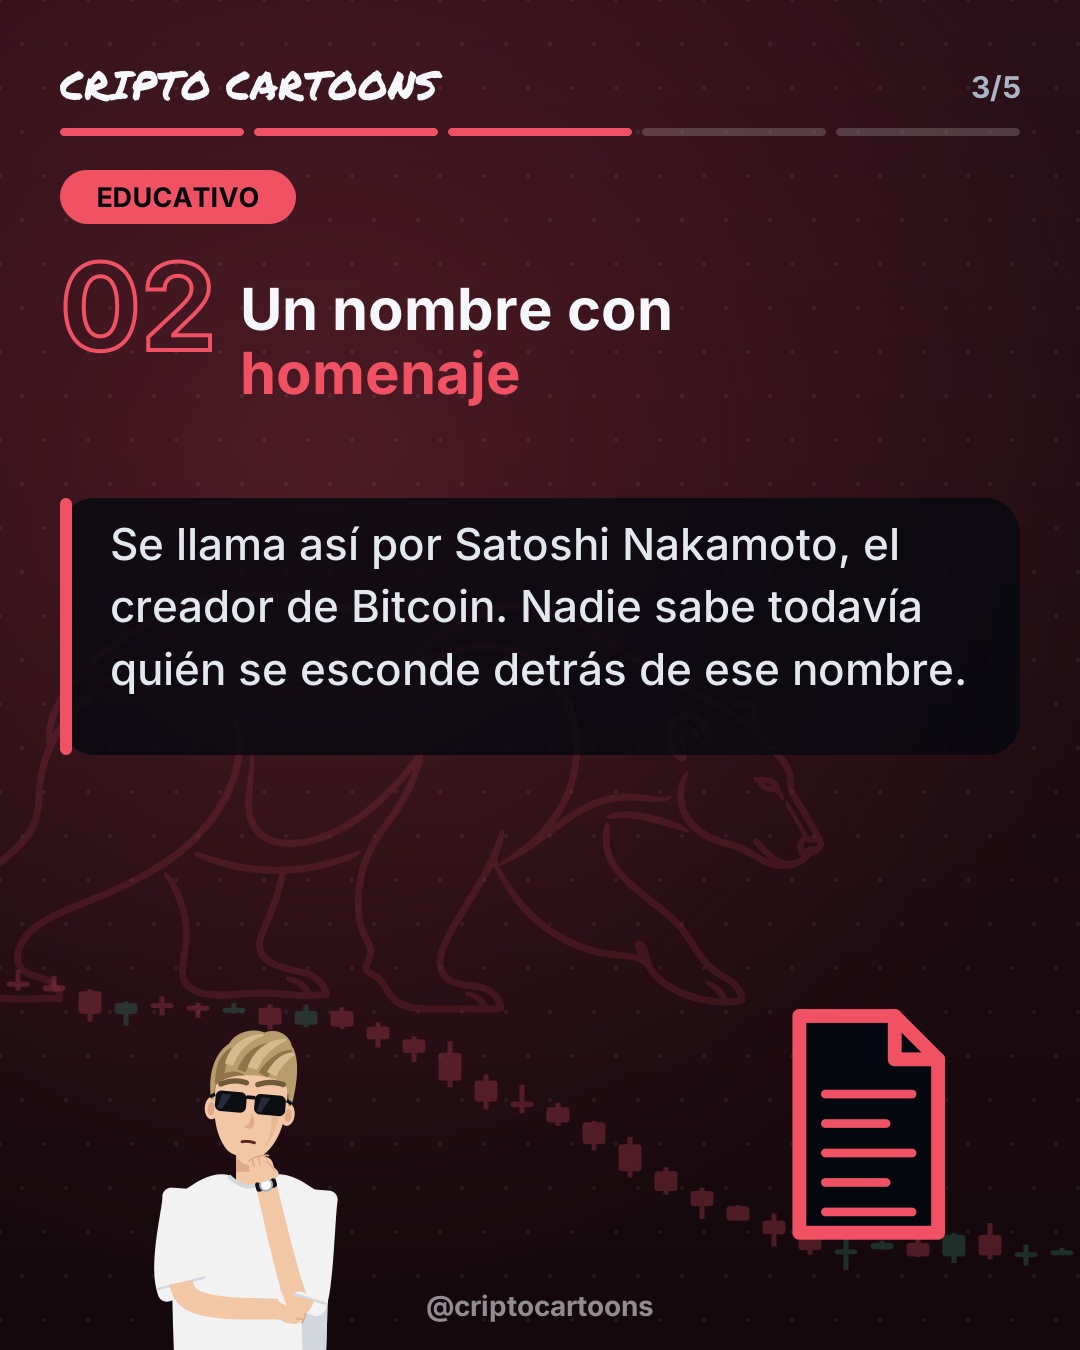 CRIPTO CARTOONS
3/5
EDUCATIVO
02
Un nombre con
homenaje
Se llama así por Satoshi Nakamoto, el
creador de Bitcoin. Nadie sabe todavía
quién se esconde detrás de ese nombre.
@criptocartoons